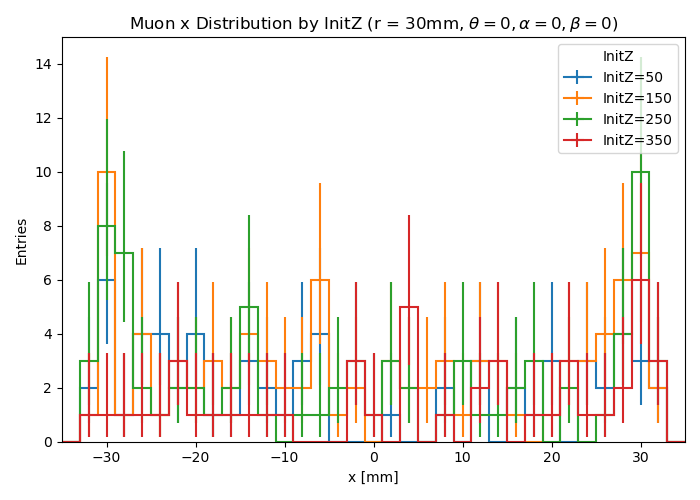 Muon x Distribution by InitZ (r = 30mm, θ = 0, α = 0, β = 0)
InitZ
InitZ=50
InitZ=150
InitZ=250
InitZ=350
Entries
14
12
10
8
6
4
2
0
−30
−20
−10
0
10
20
30
x [mm]